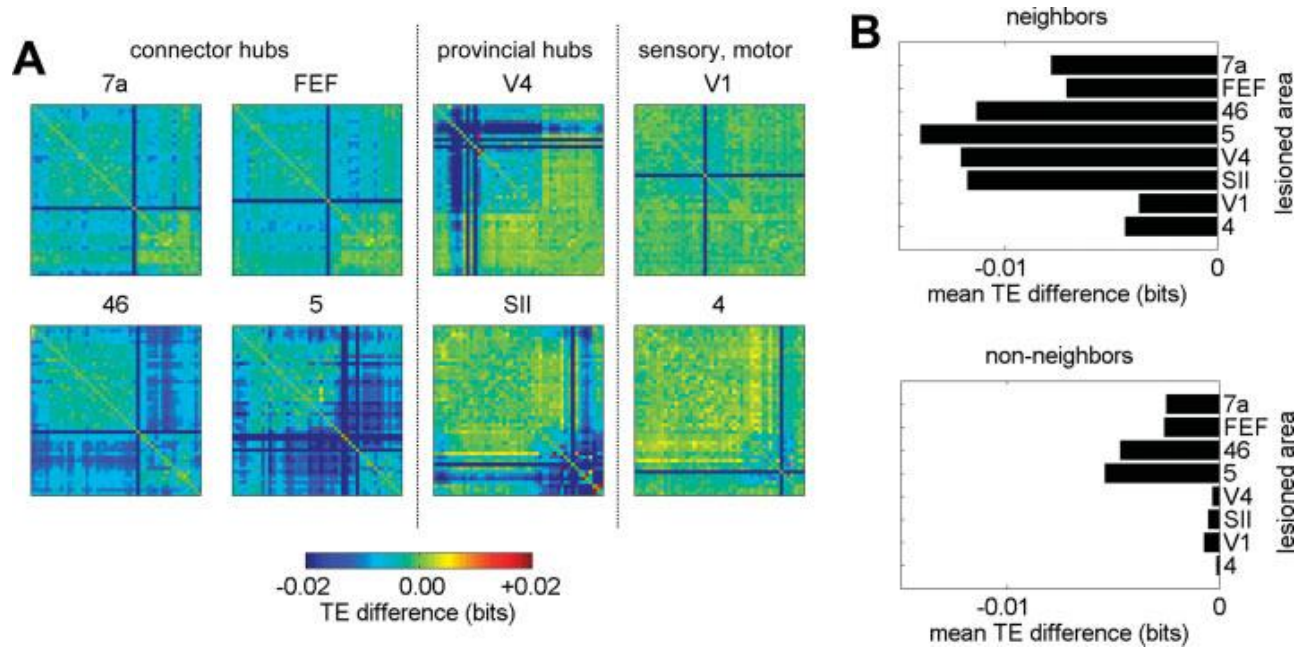 A
connector hubs
provincial hubs
sensory, motor
7a
FEF
V4
V1
46
5
SII
4
-0.02
0.00
+0.02
TE difference (bits)
B
neighbors
7a
FEF
46
5
V4
SII
V1
4
lesioned area
-0.01
0
mean TE difference (bits)
non-neighbors
7a
FEF
46
5
V4
SII
V1
4
lesioned area
-0.01
0
mean TE difference (bits)